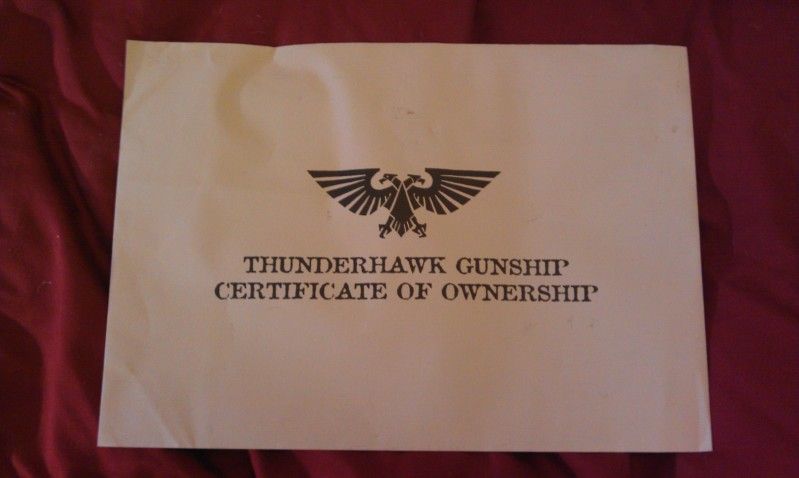 THUNDERHAWK GUNSHIP
CERTIFICATE OF OWNERSHIP